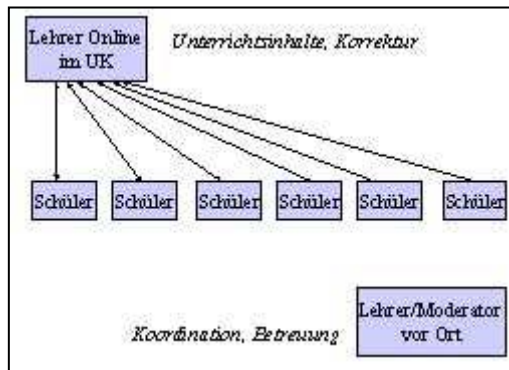 Lehrer Online
im UK
Unterrichtsinhalte, Korrektur
Schüler Schüler Schüler Schüler Schüler Schüler
Lehrer/Moderator
vor Ort
Koordination, Betreuung